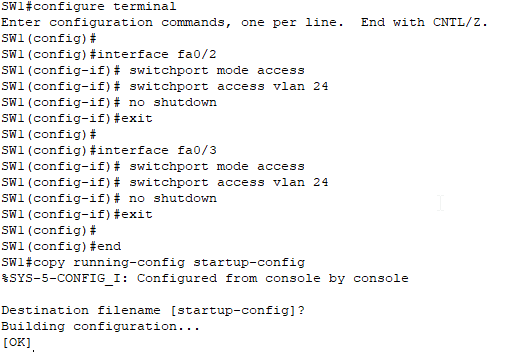 SW1#configure terminal
Enter configuration commands, one per line.  End with CNTL/Z.
SW1(config)#
SW1(config)#interface fa0/2
SW1(config-if)# switchport mode access
SW1(config-if)# switchport access vlan 24
SW1(config-if)# no shutdown
SW1(config-if)#exit
SW1(config)#
SW1(config)#interface fa0/3
SW1(config-if)# switchport mode access
SW1(config-if)# switchport access vlan 24
SW1(config-if)# no shutdown
SW1(config-if)#exit
SW1(config)#
SW1(config)#end
SW1#copy running-config startup-config
%SYS-5-CONFIG_I: Configured from console by console
Destination filename [startup-config]?
Building configuration...
[OK]